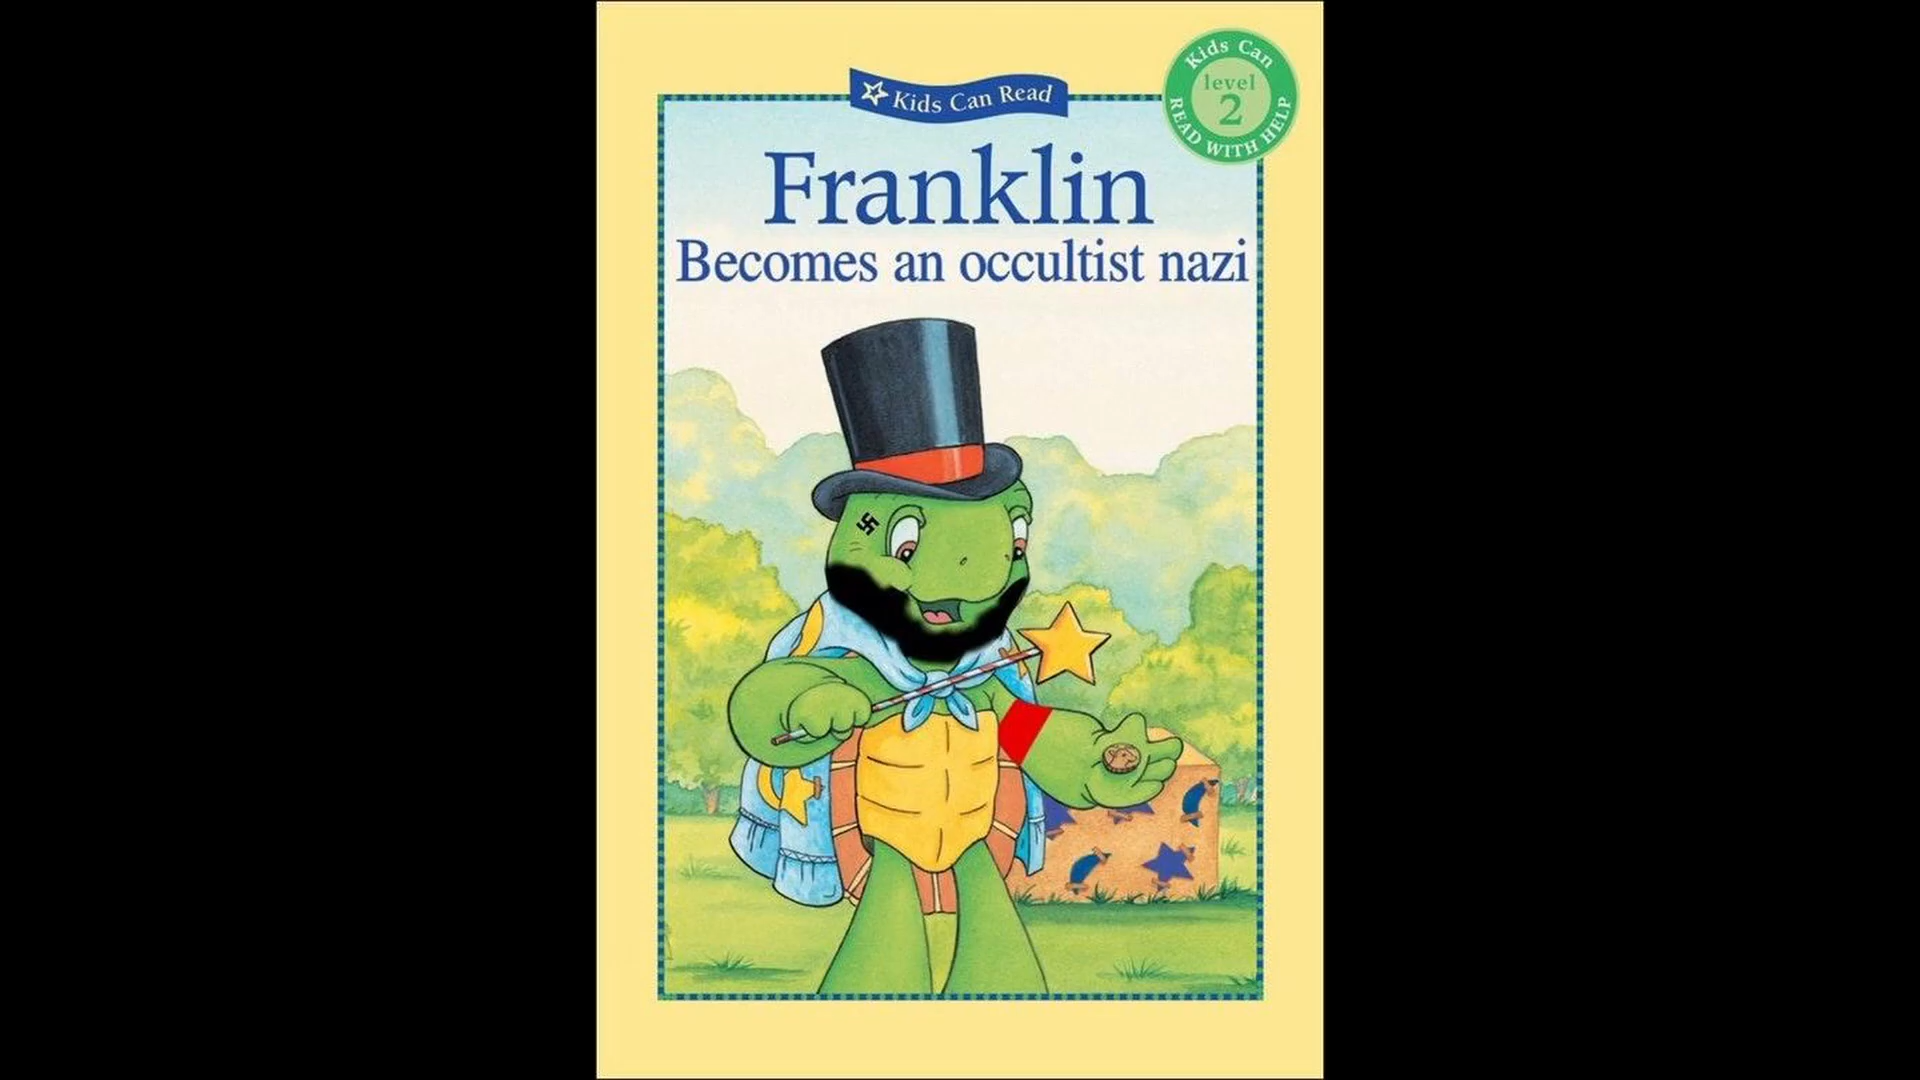 Kids Can Read
Kids Can
level
2
READ WITH HELP
Franklin
Becomes an occultist nazi